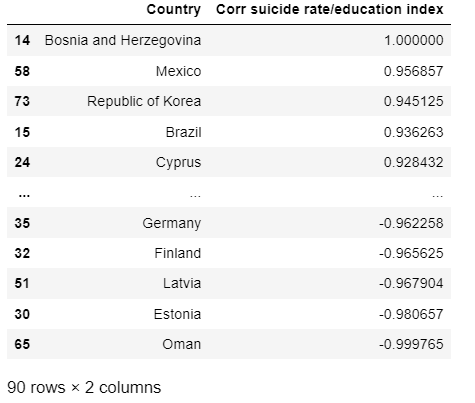 Country Corr suicide rate/education index
14 Bosnia and Herzegovina 1.000000
58 Mexico 0.956857
73 Republic of Korea 0.945125
15 Brazil 0.936263
24 Cyprus 0.928432
... ... ...
35 Germany -0.962258
32 Finland -0.965625
51 Latvia -0.967904
30 Estonia -0.980657
65 Oman -0.999765
90 rows × 2 columns